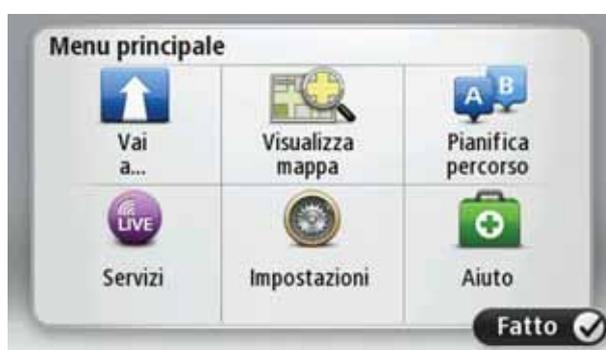 Menu principale
Vai
a...
Visualizza
mappa
A B
Pianifica
percorso
LIVE
Servizi
Impostazioni
Aiuto
Fatto